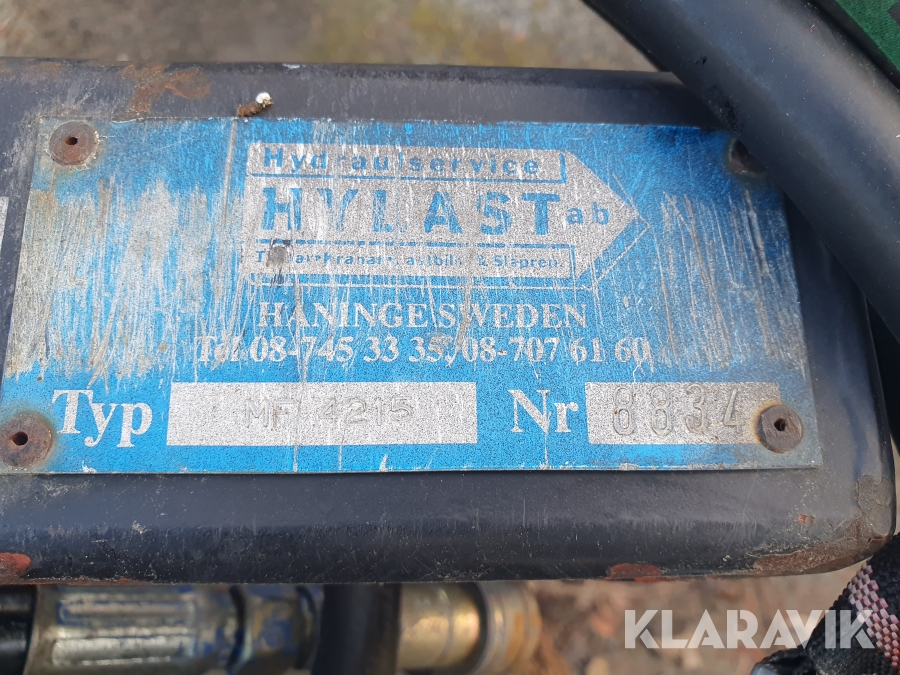 Hydraulservice
HYLAST ab
& Släpren
HANINGE SWEDEN
Tel 08-745 33 35, 08-707 61 60
Typ MF 4215 Nr 8834
KLARAVIK